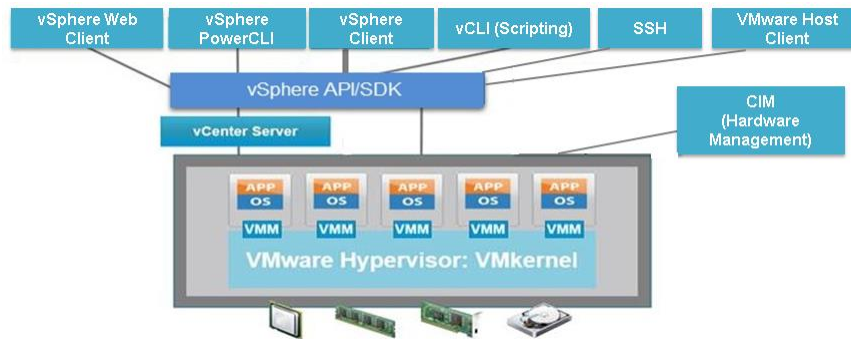 vSphere Web
Client
vSphere
PowerCLI
vSphere
Client
vCLI (Scripting)
SSH
VMware Host
Client
vSphere API/SDK
CIM
(Hardware
Management)
vCenter Server
APP
OS
APP
OS
APP
OS
APP
OS
APP
OS
VMM
VMM
VMM
VMM
VMM
VMware Hypervisor: VMkernel